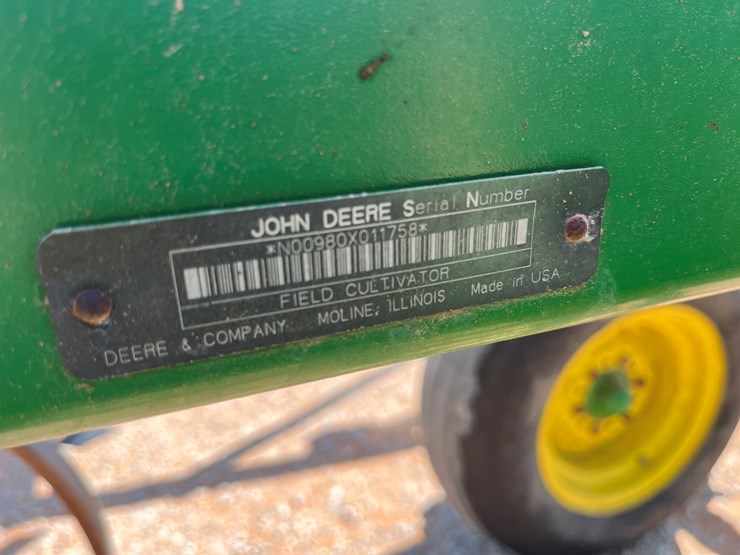 JOHN DEERE Serial Number
*N00980X011758*
FIELD CULTIVATOR
DEERE & COMPANY MOLINE, ILLINOIS Made in USA